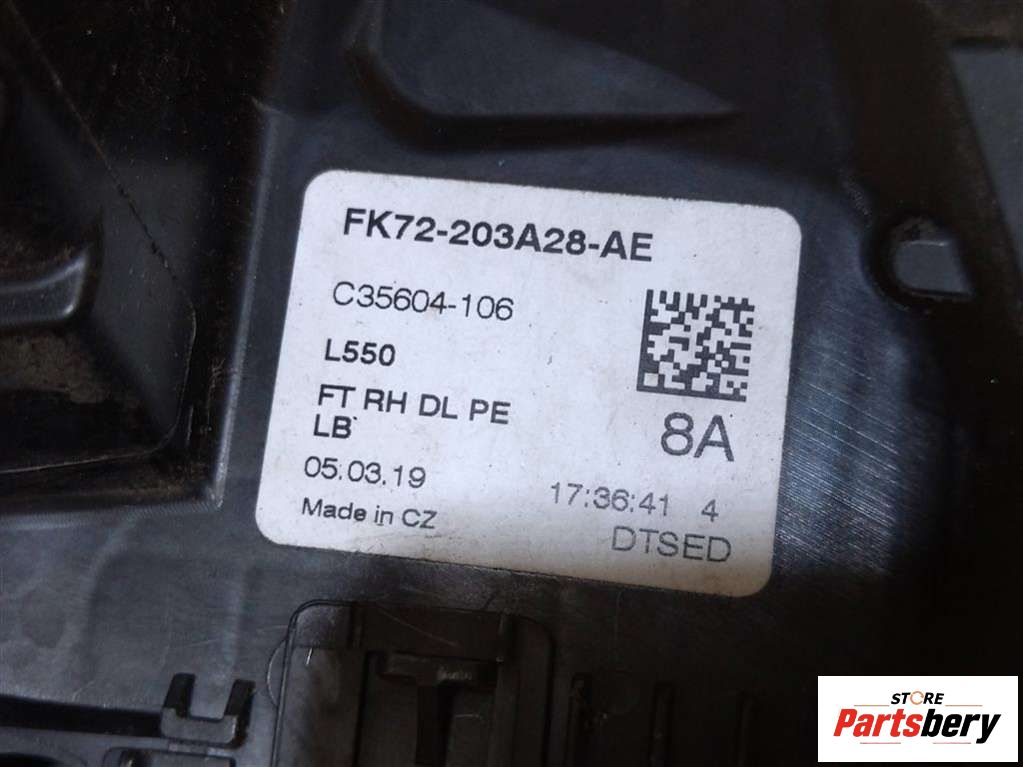 FK72-203A28-AE
C35604-106
L550
FT RH DL PE
LB
8A
05.03.19
17:36:41 4
Made in CZ
DTSED
STORE
Partsbery